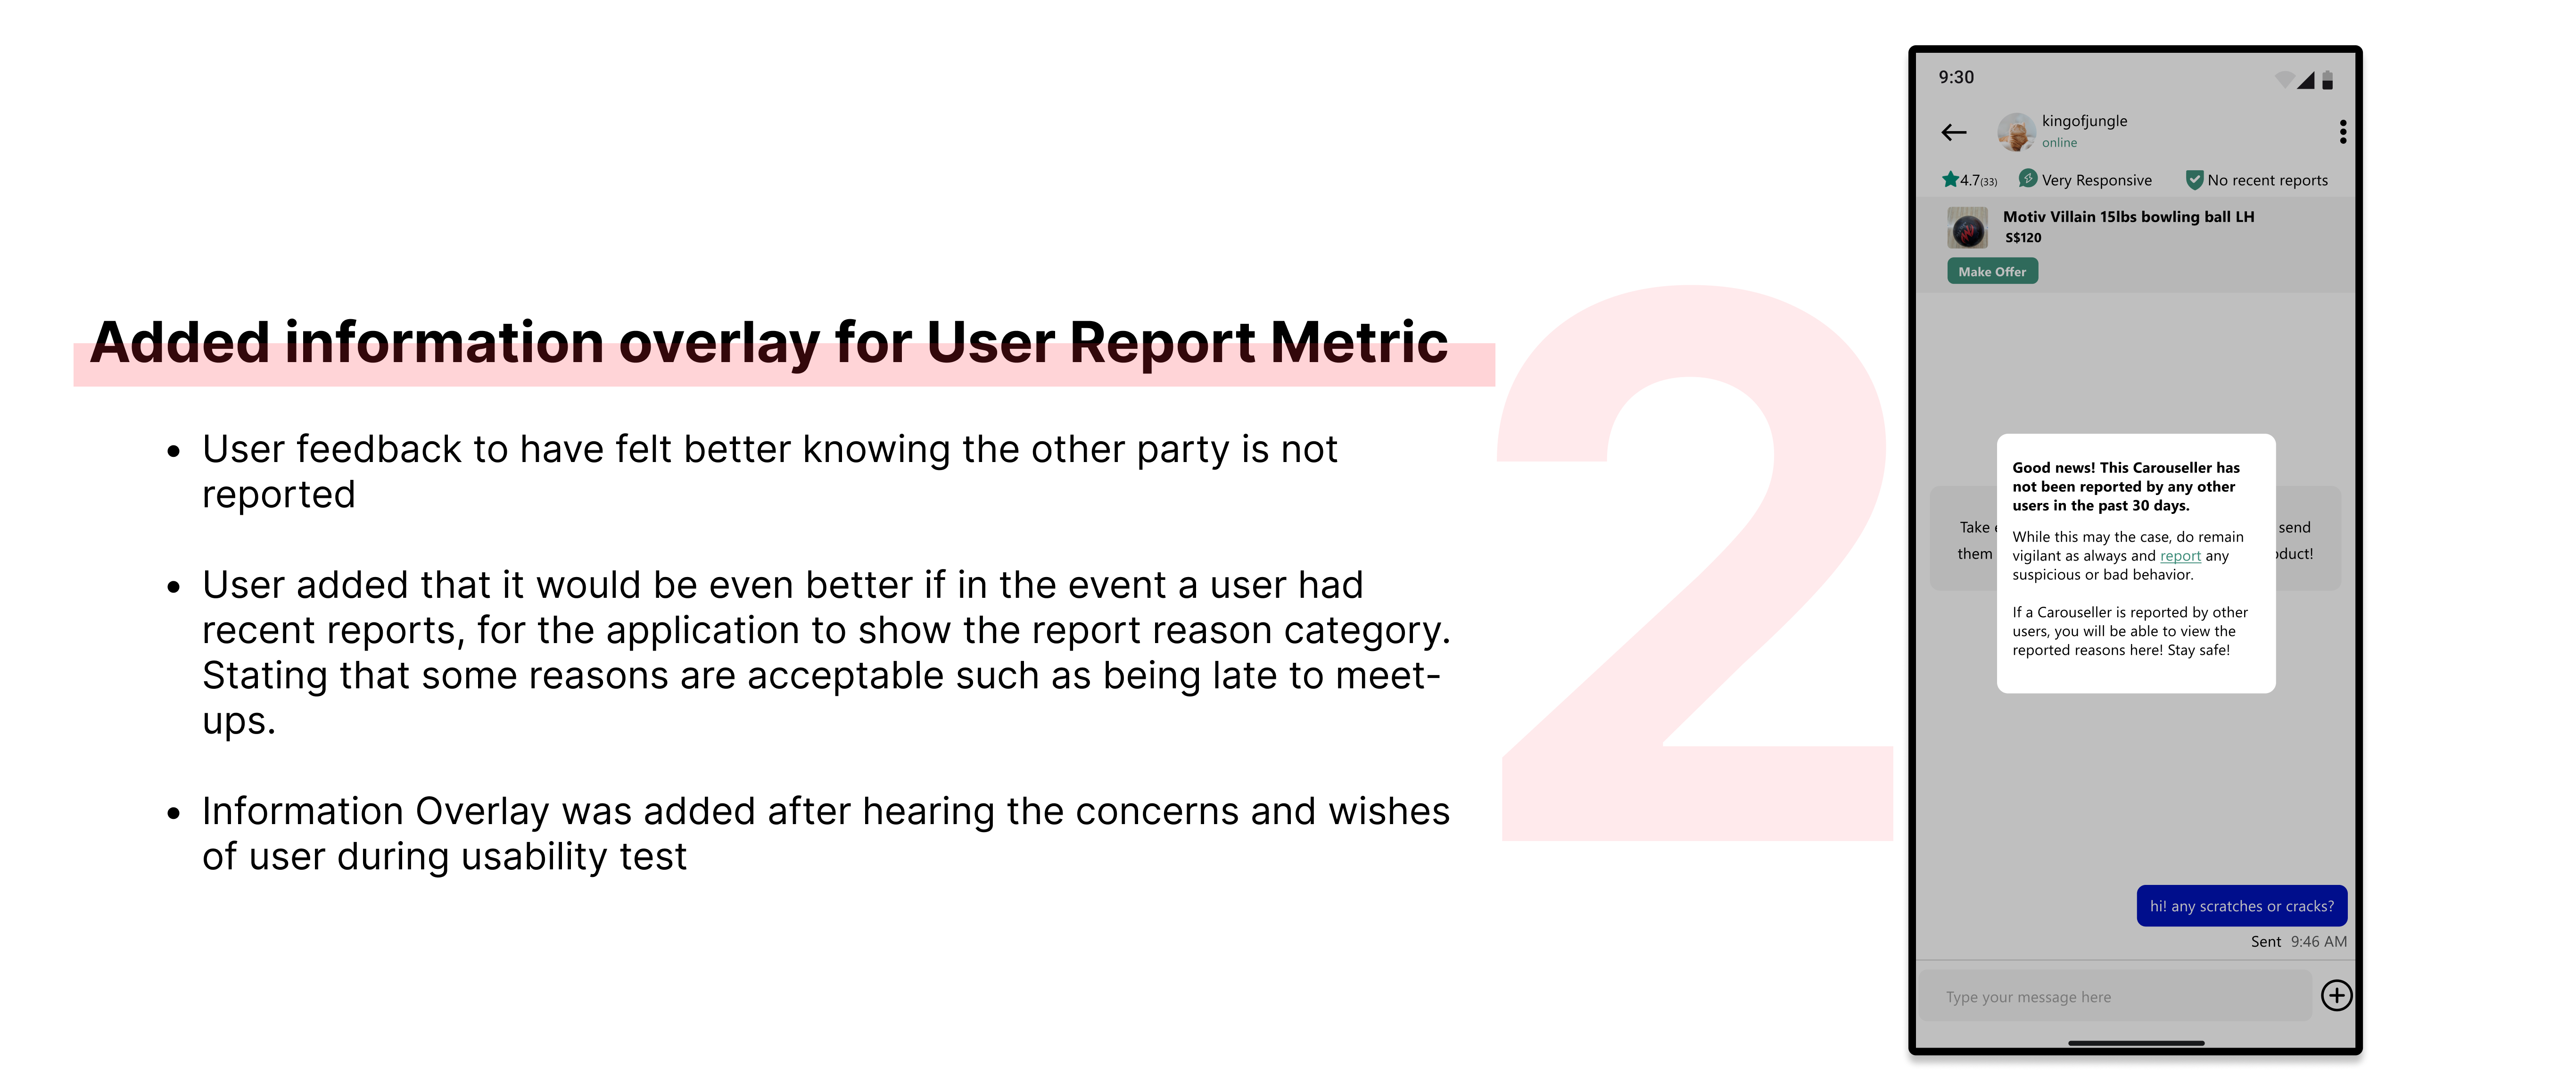 Added information overlay for User Report Metric
• User feedback to have felt better knowing the other party is not
reported
• User added that it would be even better if in the event a user had
recent reports, for the application to show the report reason category.
Stating that some reasons are acceptable such as being late to meet-
ups.
• Information Overlay was added after hearing the concerns and wishes
of user during usability test
2
9:30
kingofjungle
online
4.7(33) Very Responsive No recent reports
Motiv Villain 15lbs bowling ball LH
S$120
Make Offer
Good news! This Carouseller has
not been reported by any other
users in the past 30 days.
While this may the case, do remain
vigilant as always and report any
suspicious or bad behavior.
If a Carouseller is reported by other
users, you will be able to view the
reported reasons here! Stay safe!
Take send
them
hi! any scratches or cracks?
Sent 9:46 AM
Type your message here